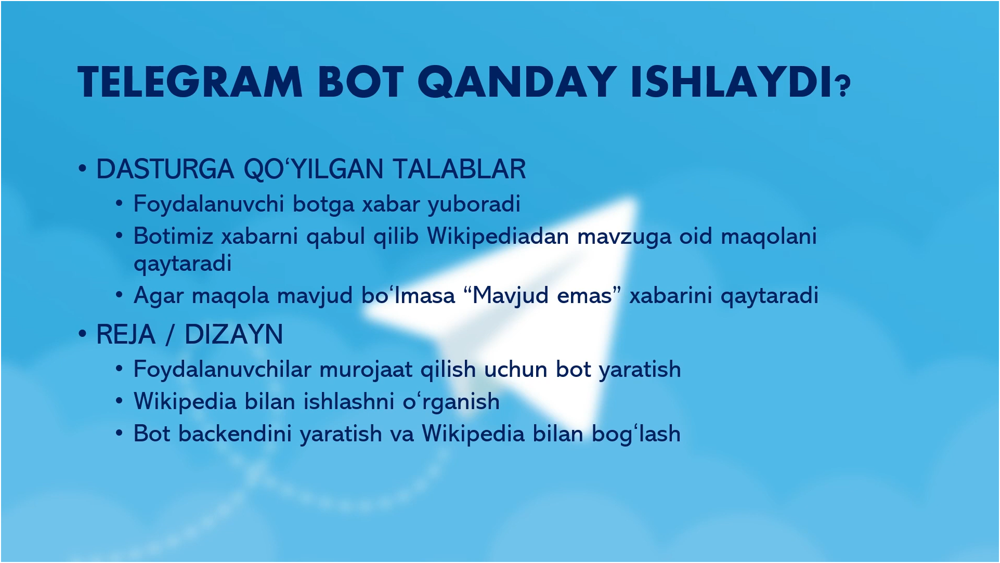 TELEGRAM BOT QANDAY ISHLAYDI?
• DASTURGA QO‘YILGAN TALABLAR
• Foydalanuvchi botga xabar yuboradi
• Botimiz xabarni qabul qilib Wikipediadan mavzuga oid maqolani
qaytaradi
• Agar maqola mavjud bo‘lmasa “Mavjud emas” xabarini qaytaradi
• REJA / DIZAYN
• Foydalanuvchilar murojaat qilish uchun bot yaratish
• Wikipedia bilan ishlashni o‘rganish
• Bot backendini yaratish va Wikipedia bilan bog‘lash